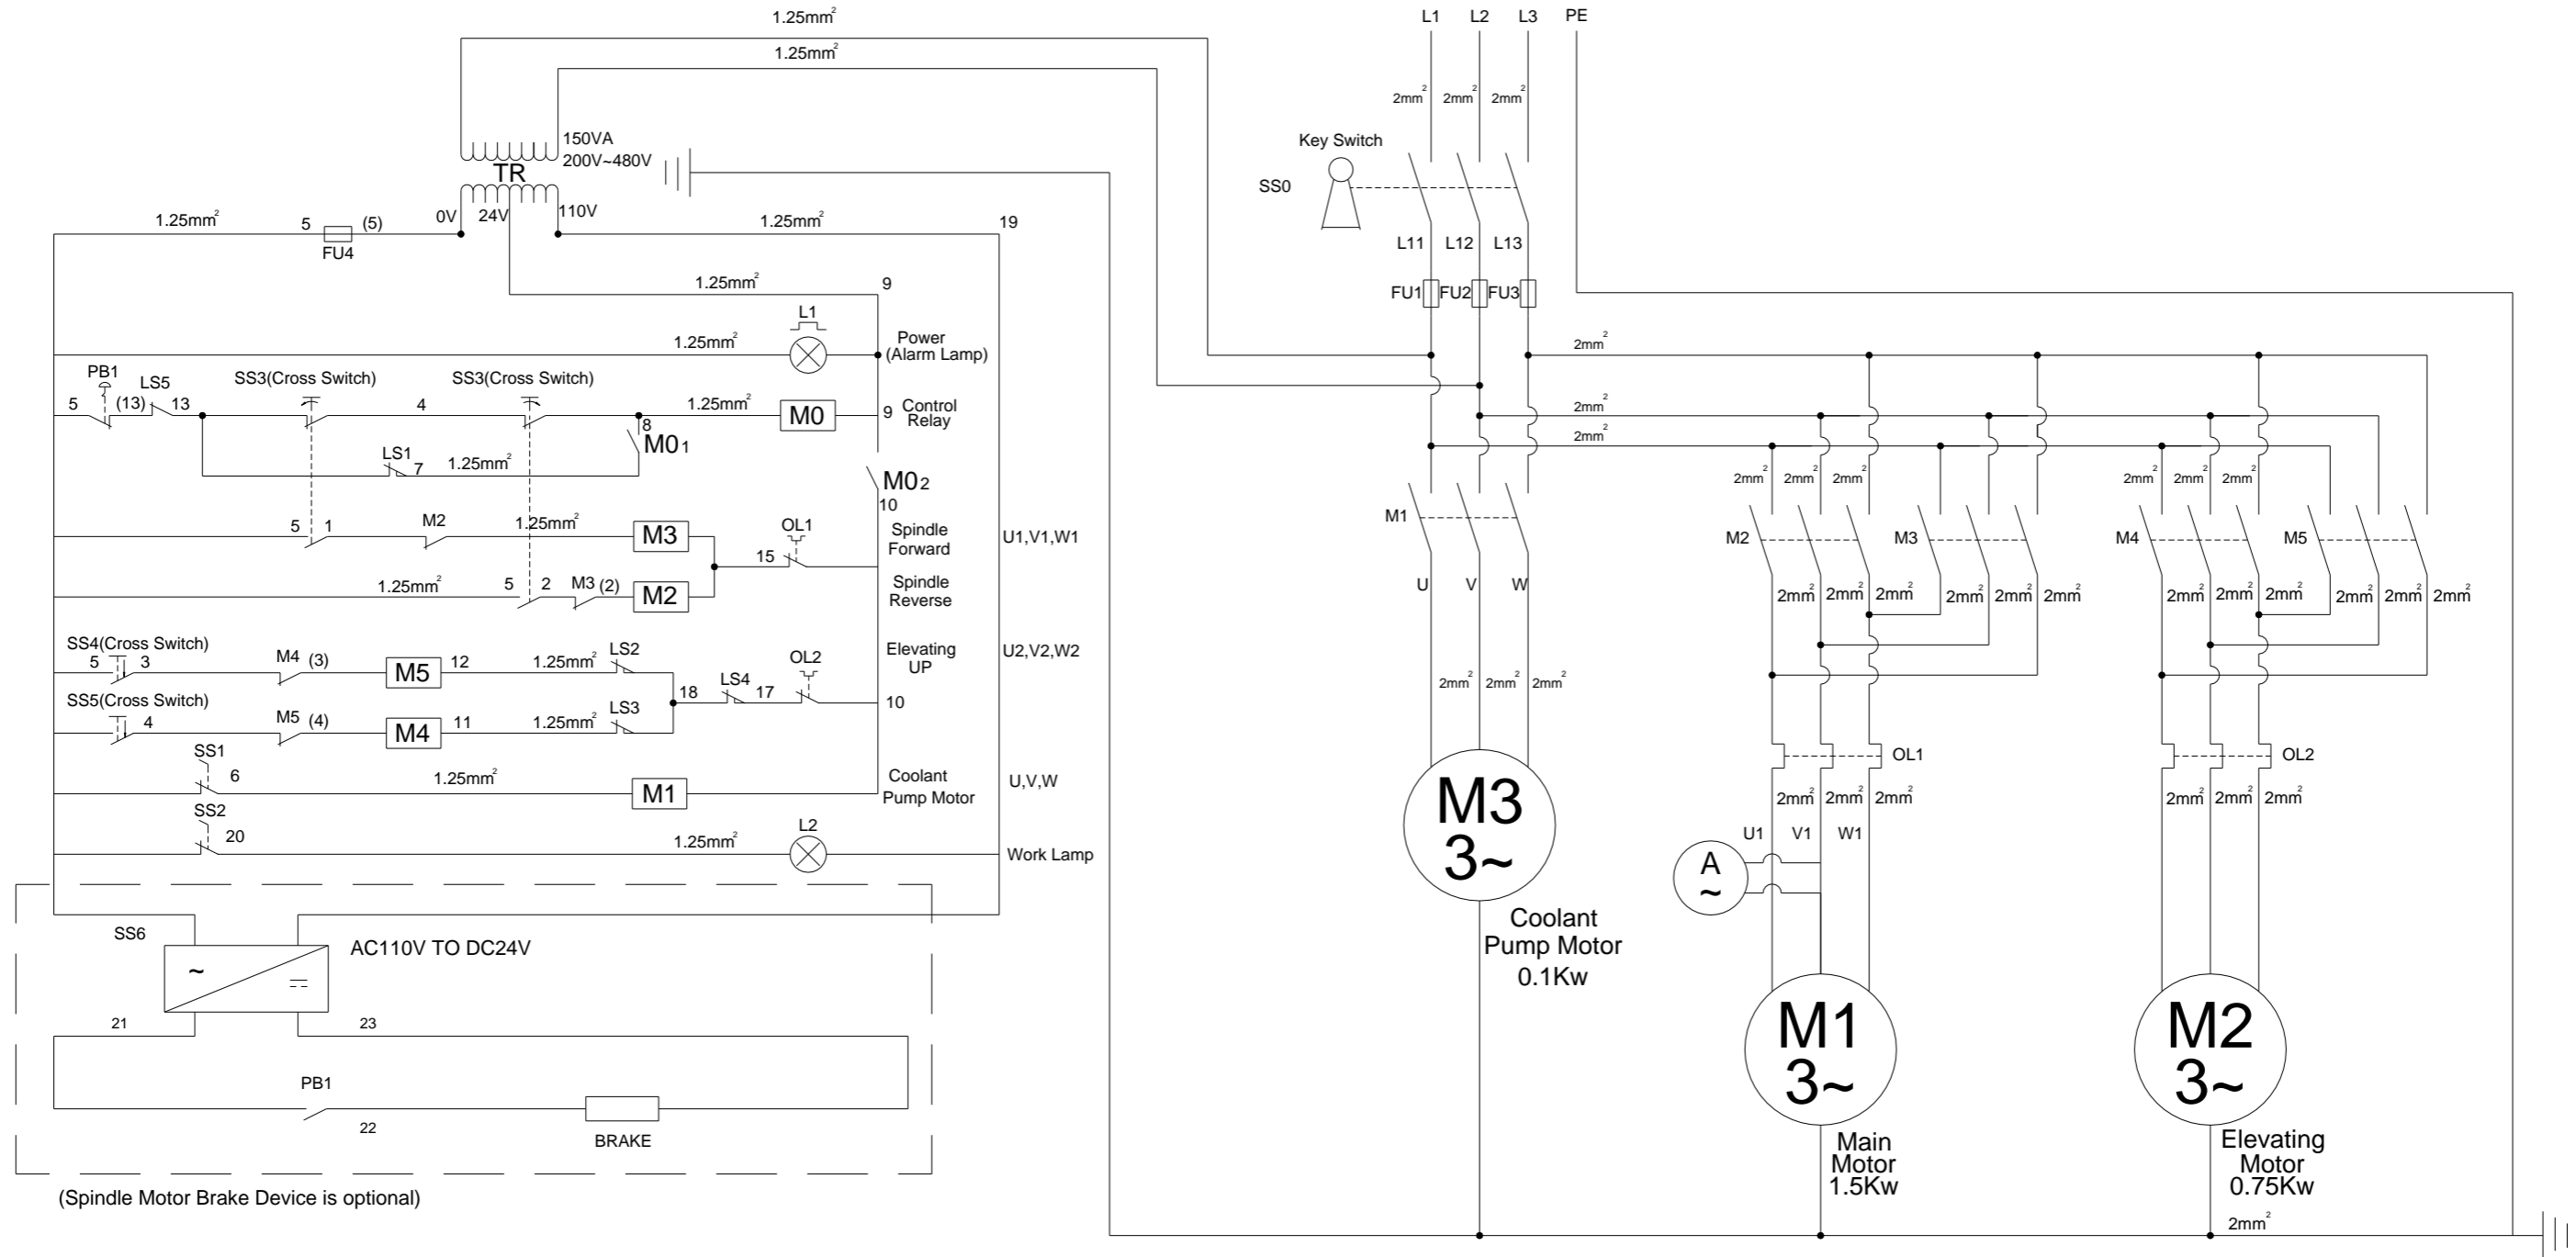 1.25mm²
1.25mm²
L1 L2 L3 PE
2mm² 2mm² 2mm²
Key Switch
SS0
L11 L12 L13
FU1 FU2 FU3
150VA
200V~480V
TR
0V 24V 110V
1.25mm² 5 (5) 1.25mm² 19
FU4
1.25mm² 9
L1
1.25mm² Power
(Alarm Lamp)
PB1 LS5 SS3(Cross Switch) SS3(Cross Switch)
5 (13) 13 4 1.25mm² M0 9 Control
Relay
8
M01
LS1 7 1.25mm²
M02
10
5 1 M2 1.25mm² M3 OL1 Spindle
Forward
U1,V1,W1
15
1.25mm² 5 2 M3 (2) M2 Spindle
Reverse
SS4(Cross Switch)
5 3 M4 (3) M5 12 1.25mm² LS2 Elevating
UP
U2,V2,W2
18 LS4 17 OL2 10
SS5(Cross Switch)
4 M5 (4) M4 11 1.25mm² LS3
SS1
6 1.25mm² M1 Coolant
Pump Motor
U,V,W
SS2
20 1.25mm² L2 Work Lamp
SS6
~
AC110V TO DC24V
21 23
PB1
22
BRAKE
(Spindle Motor Brake Device is optional)
2mm²
2mm²
2mm²
M1
U V W
2mm² 2mm² 2mm²
M3
3~
Coolant
Pump Motor
0.1Kw
2mm² 2mm² 2mm² 2mm² 2mm² 2mm²
M2 M3 M4 M5
2mm² 2mm² 2mm² 2mm² 2mm² 2mm² 2mm² 2mm² 2mm² 2mm² 2mm² 2mm²
OL1 OL2
2mm² 2mm² 2mm² 2mm² 2mm² 2mm²
U1 V1 W1
A
~
M1
3~
Main
Motor
1.5Kw
M2
3~
Elevating
Motor
0.75Kw
2mm²